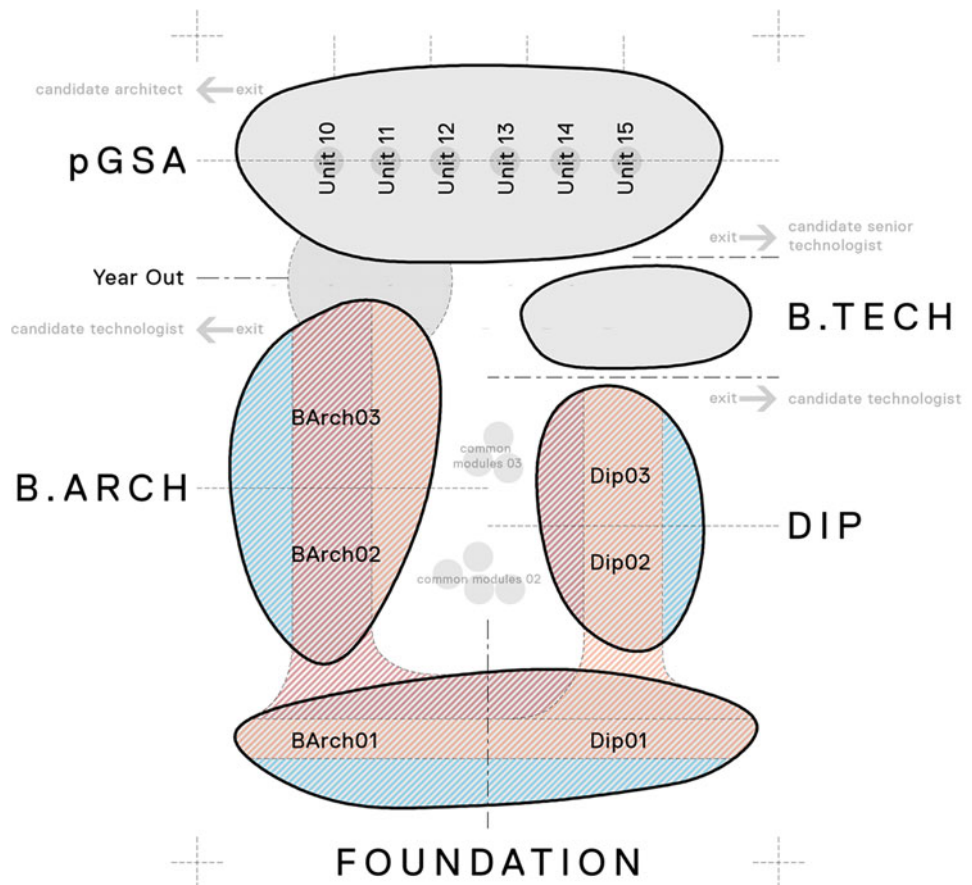 candidate architect
exit
pGSA
Unit 10
Unit 11
Unit 12
Unit 13
Unit 14
Unit 15
exit
candidate senior
technologist
Year Out
B.TECH
candidate technologist
exit
exit
candidate technologist
BArch03
common
modules 03
Dip03
B.ARCH
DIP
BArch02
Dip02
common modules 02
BArch01
Dip01
FOUNDATION